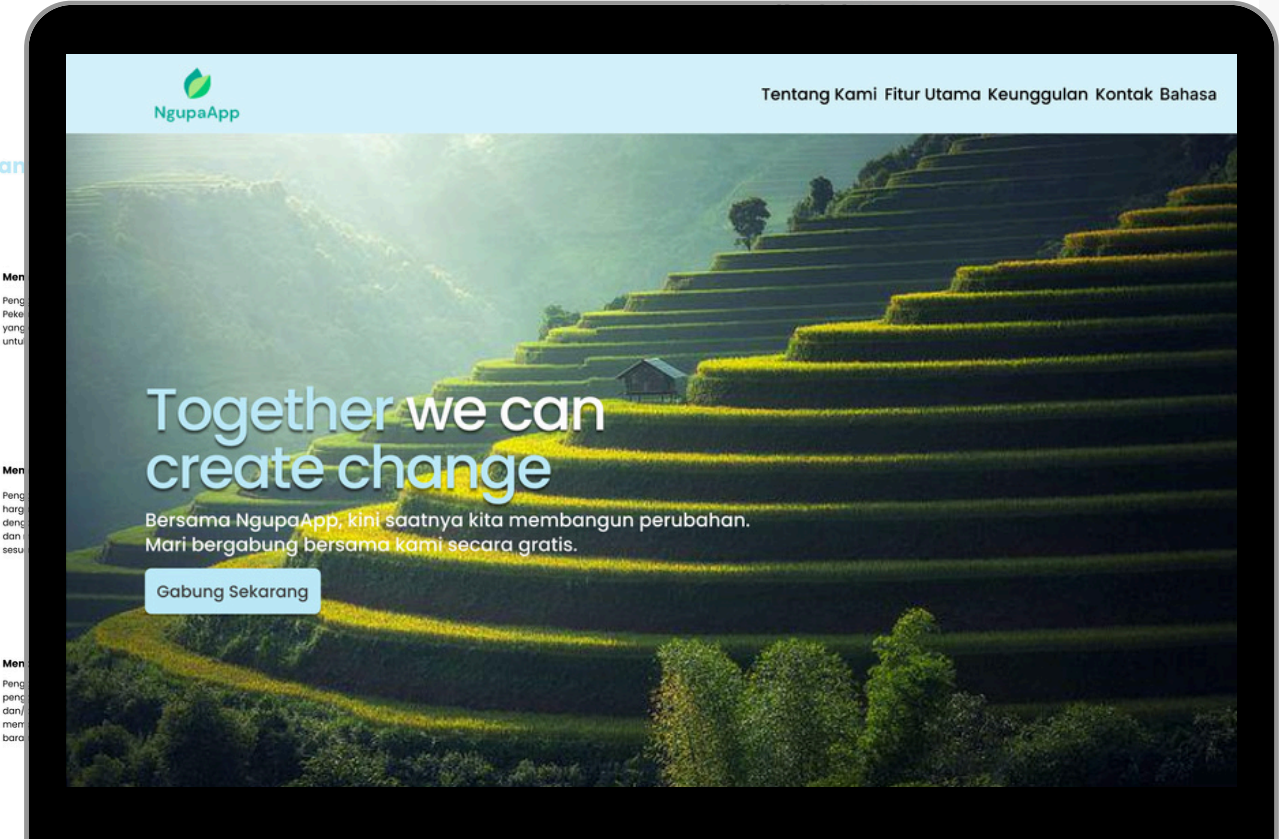 NgupaApp
Tentang Kami Fitur Utama Keunggulan Kontak Bahasa
Together we can
create change
Bersama NgupaApp, kini saatnya kita membangun perubahan.
Mari bergabung bersama kami secara gratis.
Gabung Sekarang